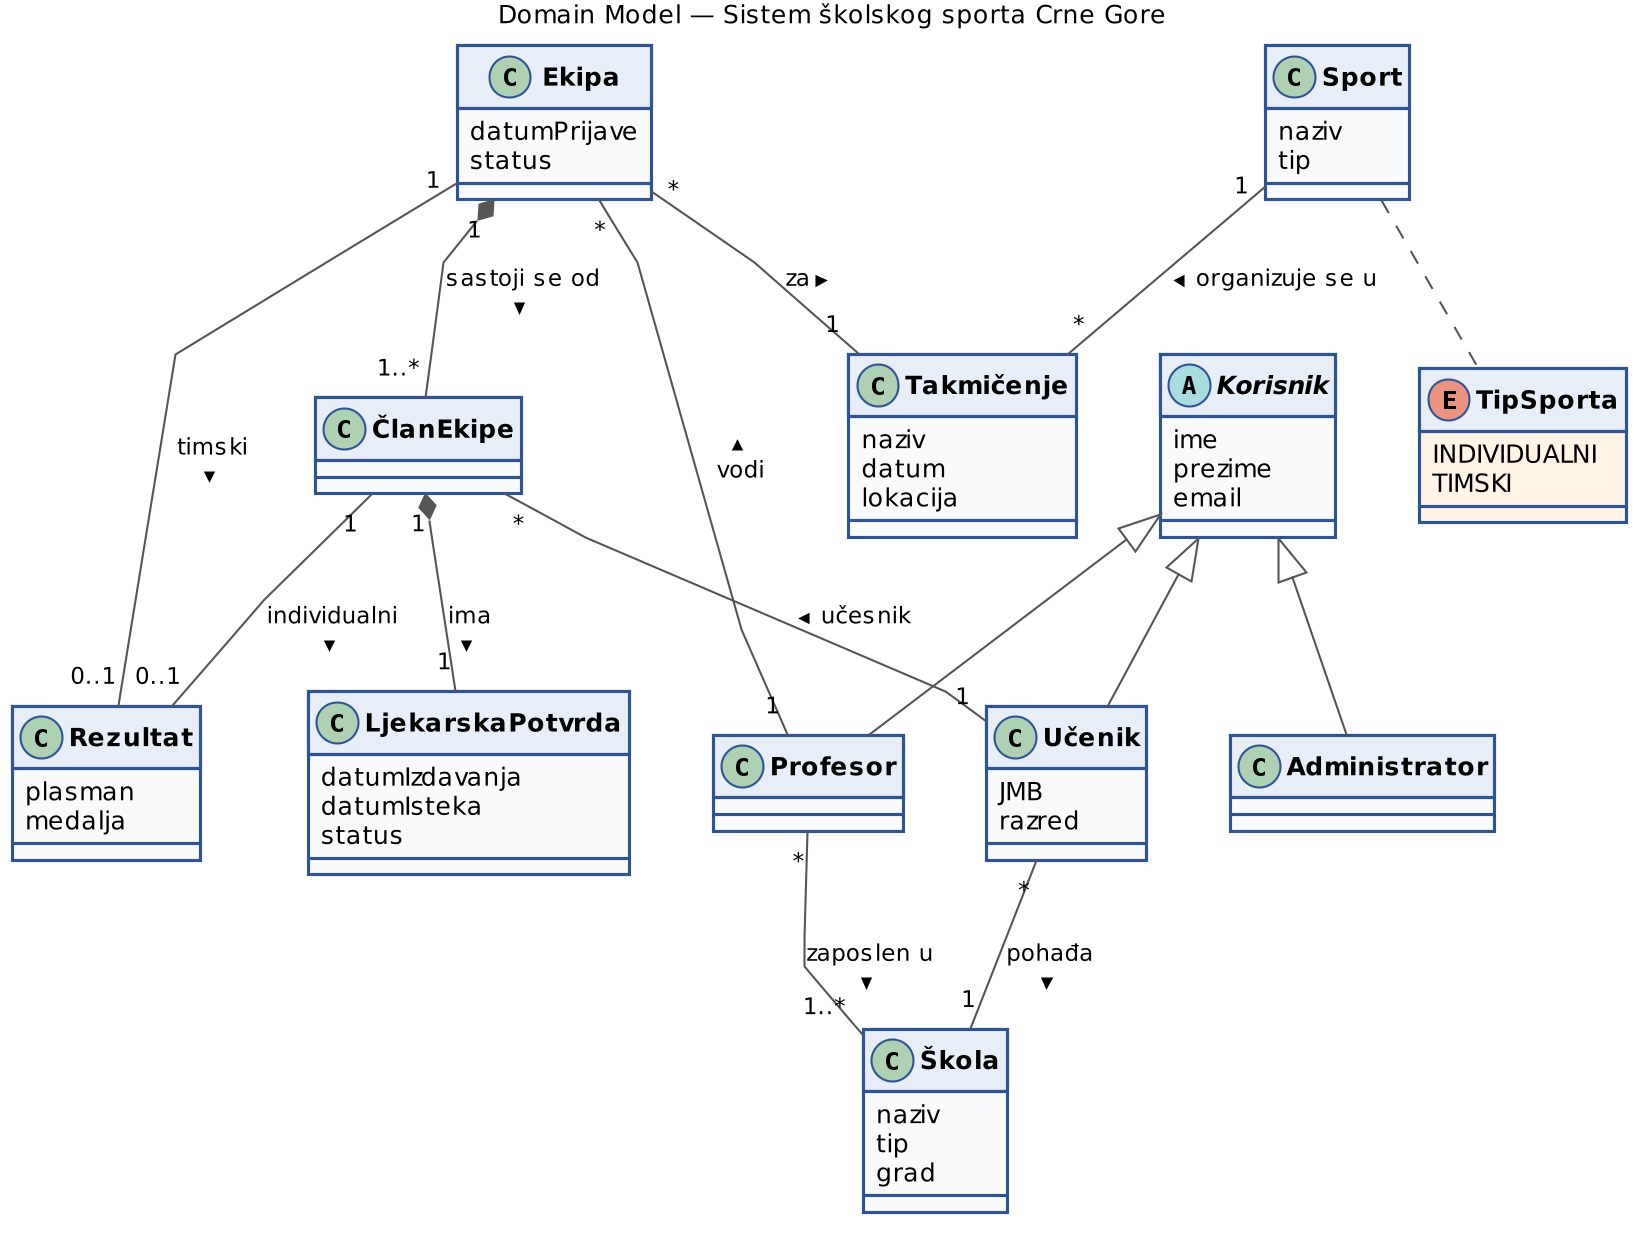 Domain Model — Sistem školskog sporta Crne Gore
C Ekipa
datumPrijave
status
C Sport
naziv
tip
1
*
1
1
*
sastoji se od
▼
za ►
◄ organizuje se u
1
*
1..*
C Takmičenje
naziv
datum
lokacija
A Korisnik
ime
prezime
email
E TipSporta
INDIVIDUALNI
TIMSKI
C ČlanEkipe
timski
▼
▲
vodi
1
1
*
individualni
▼
ima
▼
◄ učesnik
0..1
0..1
1
1
1
C Rezultat
plasman
medalja
C LjekarskaPotvrda
datumIzdavanja
datumIsteka
status
C Profesor
C Učenik
JMB
razred
C Administrator
*
*
zaposlen u
▼
pohađa
▼
1..*
1
C Škola
naziv
tip
grad